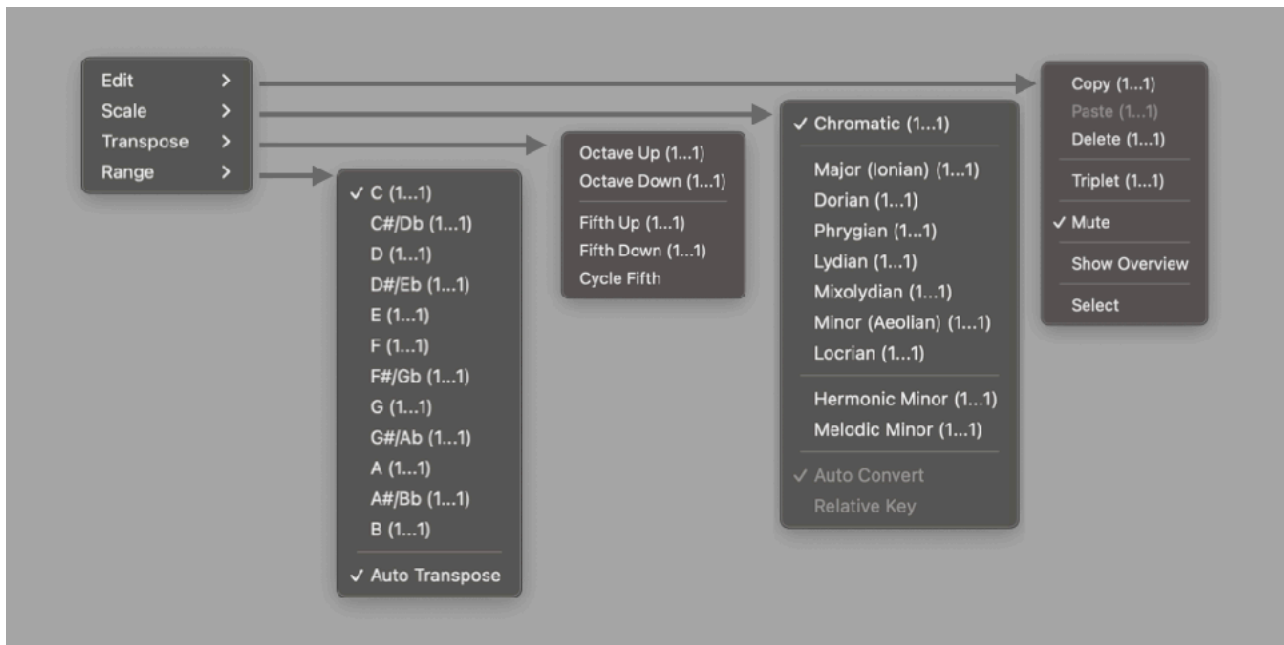 Edit
Scale
Transpose
Range
✓ C (1...1)
C#/Db (1...1)
D (1...1)
D#/Eb (1...1)
E (1...1)
F (1...1)
F#/Gb (1...1)
G (1...1)
G#/Ab (1...1)
A (1...1)
A#/Bb (1...1)
B (1...1)
✓ Auto Transpose
Octave Up (1...1)
Octave Down (1...1)
Fifth Up (1...1)
Fifth Down (1...1)
Cycle Fifth
✓ Chromatic (1...1)
Major (Ionian) (1...1)
Dorian (1...1)
Phrygian (1...1)
Lydian (1...1)
Mixolydian (1...1)
Minor (Aeolian) (1...1)
Locrian (1...1)
Hermonic Minor (1...1)
Melodic Minor (1...1)
✓ Auto Convert
Relative Key
Copy (1...1)
Paste (1...1)
Delete (1...1)
Triplet (1...1)
✓ Mute
Show Overview
Select